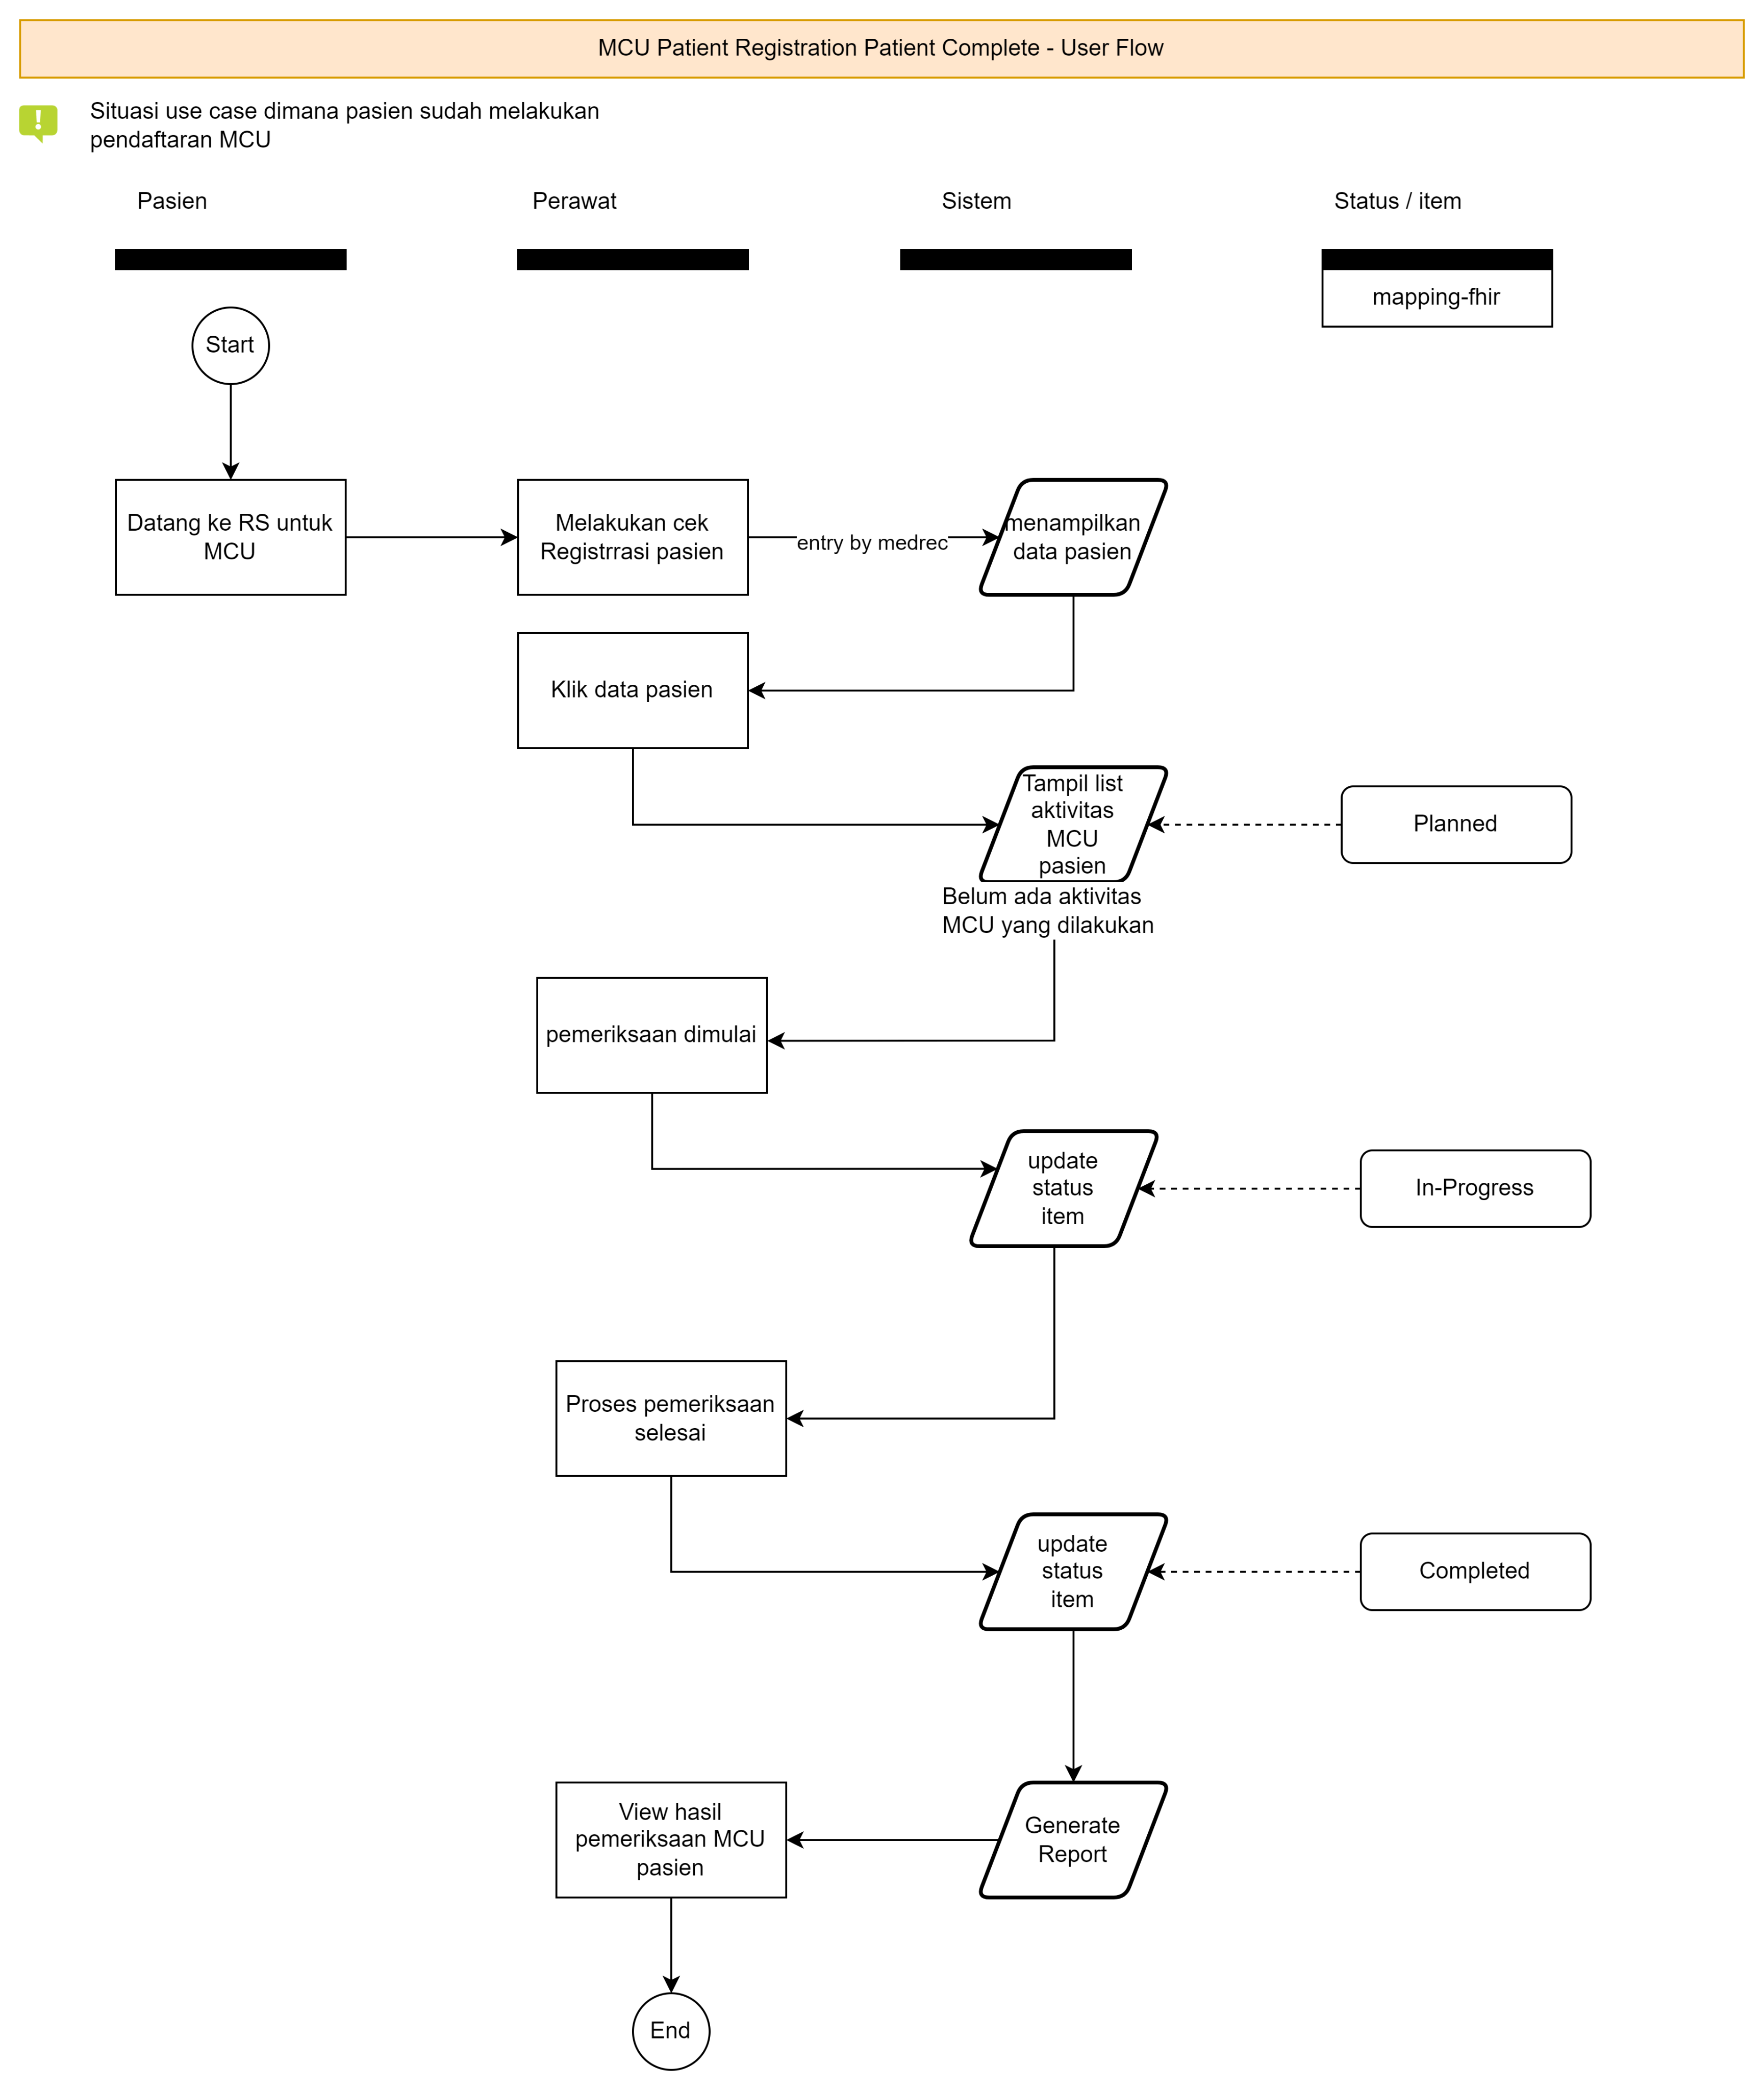 MCU Patient Registration Patient Complete - User Flow
Situasi use case dimana pasien sudah melakukan
pendaftaran MCU
Pasien
Perawat
Sistem
Status / item
mapping-fhir
Start
Datang ke RS untuk
MCU
Melakukan cek
Registrrasi pasien
entry by medrec
menampilkan
data pasien
Klik data pasien
Tampil list
aktivitas
MCU
pasien
Planned
Belum ada aktivitas
MCU yang dilakukan
pemeriksaan dimulai
update
status
item
In-Progress
Proses pemeriksaan
selesai
update
status
item
Completed
View hasil
pemeriksaan MCU
pasien
Generate
Report
End